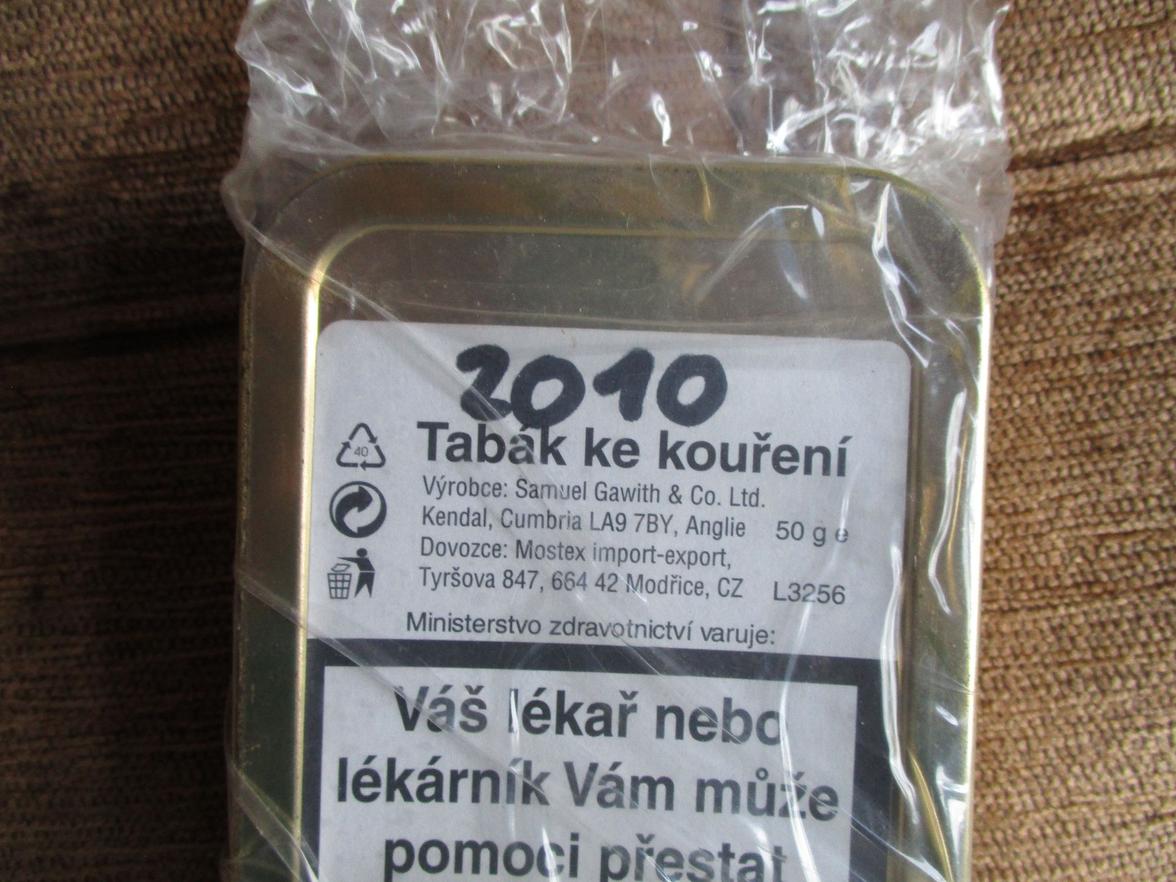 2010
Tabák ke kouření
40
Výrobce: Samuel Gawith & Co. Ltd.
Kendal, Cumbria LA9 7BY, Anglie 50 g e
Dovozce: Mostex import-export,
Tyršova 847, 664 42 Modřice, CZ L3256
Ministerstvo zdravotnictví varuje:
Váš lékař nebo
lékárník Vám může
pomoci přestat